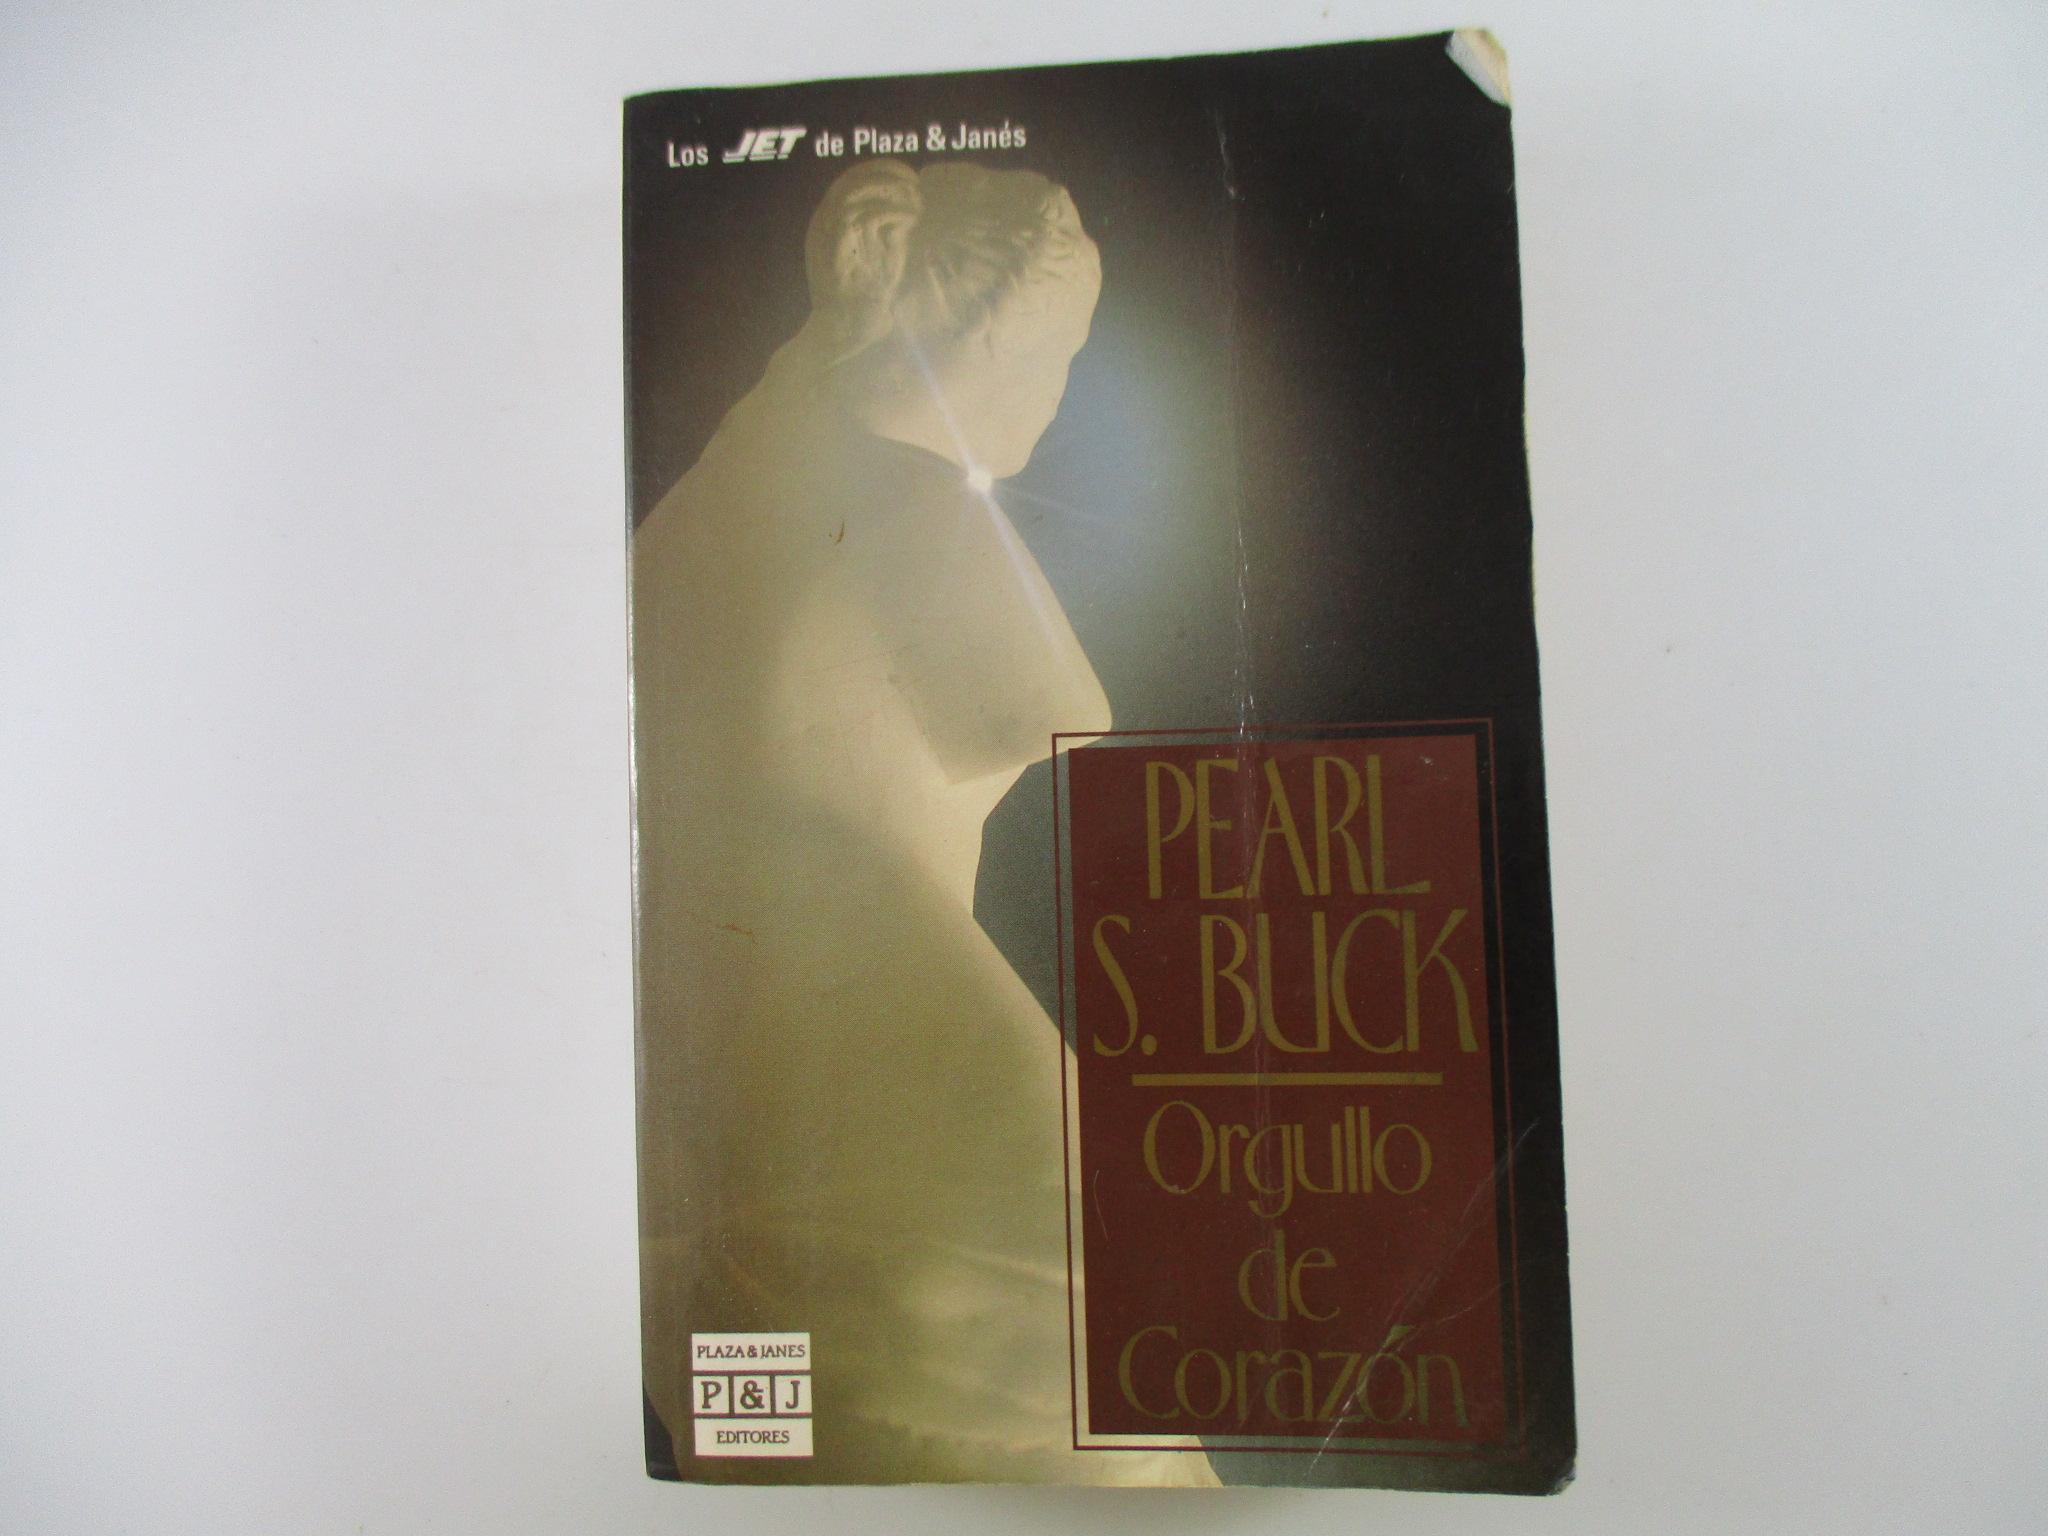 Los JET de Plaza & Janés
PEARL
S. BUCK
Orgullo
de
Corazón
PLAZA & JANES
P & J
EDITORES